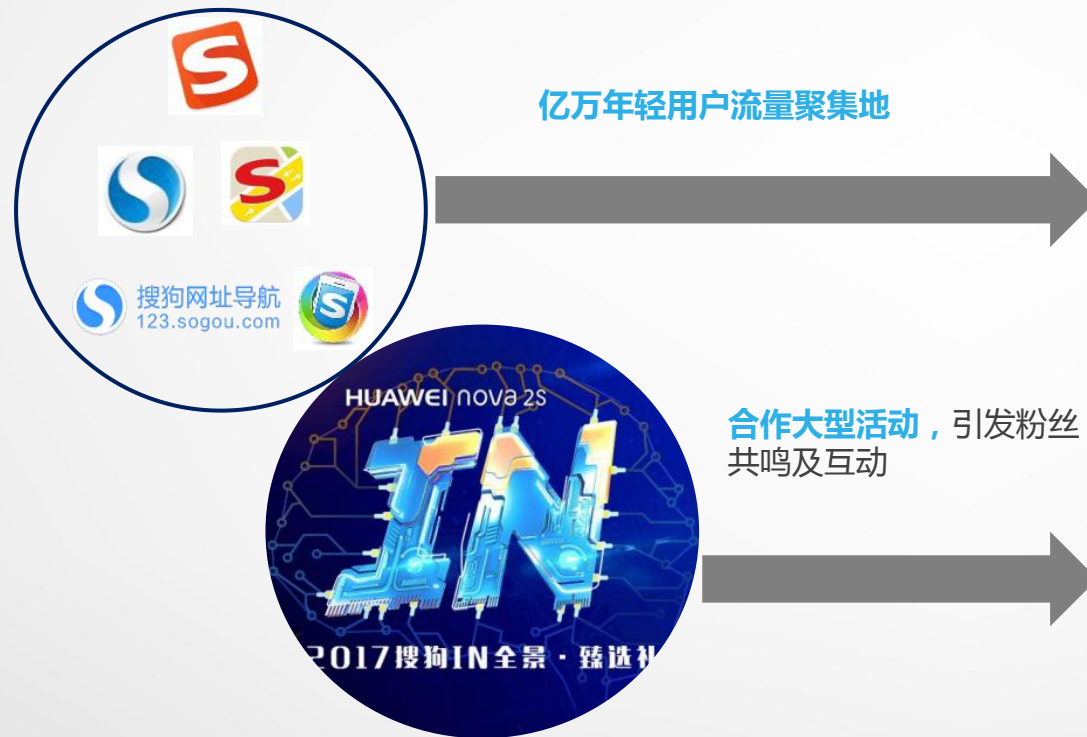 S
S
S
搜狗网址导航
123.sogou.com
S
S
亿万年轻用户流量聚集地
HUAWEI nova 2S
IN
2017搜狗IN全景·臻选礼
合作大型活动，引发粉丝
共鸣及互动